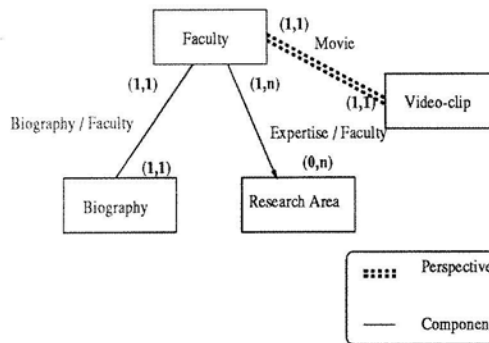 Faculty
(1,1)
Movie
(1,1)
(1,n)
(1,1)
Video-clip
Biography / Faculty
Expertise / Faculty
(1,1)
(0,n)
Biography
Research Area
Perspective
Component